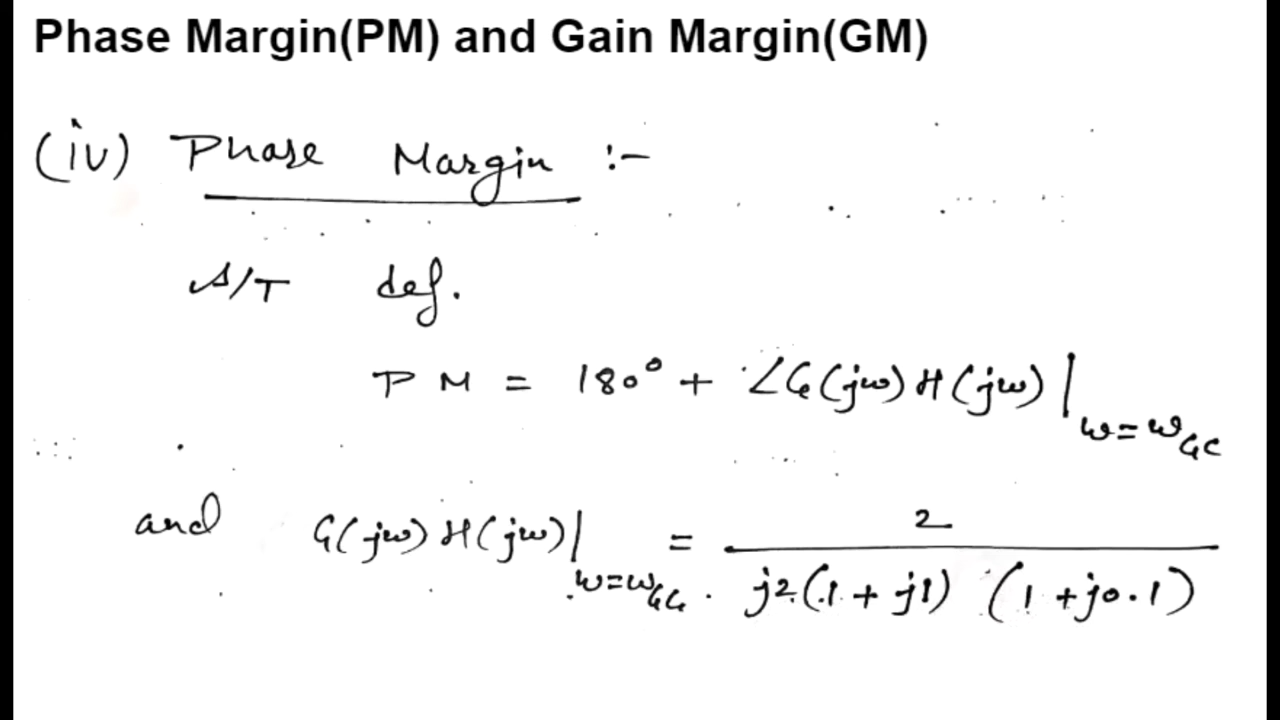 Phase Margin(PM) and Gain Margin(GM)
(iv) Phase Margin :-
S/T def.
PM = 180° + ∠G(jω)H(jω)|ω=ωGC
and G(jω)H(jω)|ω=ωGC = 2 / j2(1+j1)(1+j0.1)